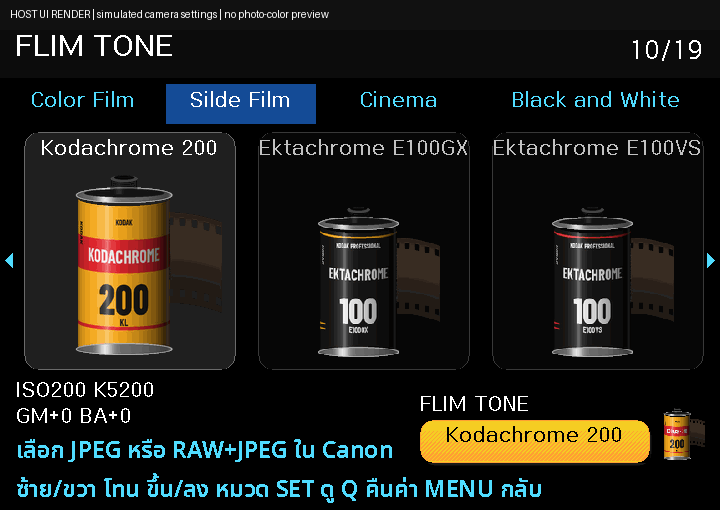 HOST UI RENDER | simulated camera settings | no photo-color preview
FLIM TONE
10/19
Color Film
Silde Film
Cinema
Black and White
Kodachrome 200
Ektachrome E100GX
Ektachrome E100VS
KODAK
KODACHROME
200
KL
KODAK PROFESSIONAL
EKTACHROME
100
E100GX
KODAK PROFESSIONAL
EKTACHROME
100
E100VS
ISO200 K5200
GM+0 BA+0
FLIM TONE
Kodachrome 200
200
เลือก JPEG หรือ RAW+JPEG ใน Canon
ซ้าย/ขวา โทน ขึ้น/ลง หมวด SET ดู Q คืนค่า MENU กลับ